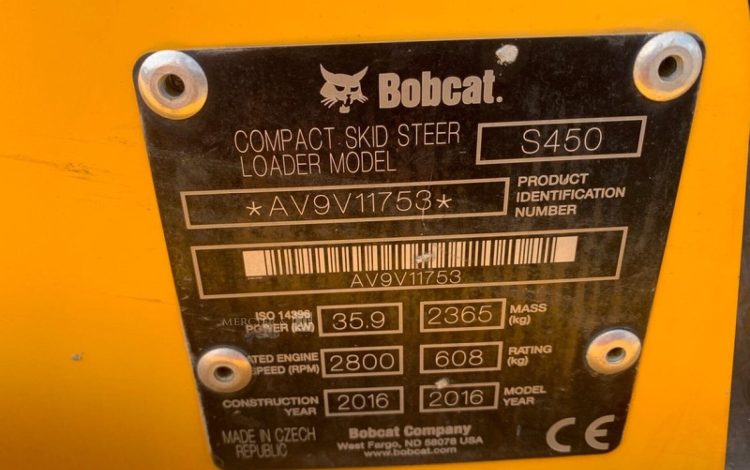 Bobcat.
COMPACT SKID STEER
LOADER MODEL
S450
*AV9V11753*
PRODUCT
IDENTIFICATION
NUMBER
AV9V11753
ISO 14396
POWER (kW)
35.9
2365
MASS
(kg)
ENGINE
SPEED (RPM)
2800
608
RATING
(kg)
CONSTRUCTION
YEAR
2016
2016
MODEL
YEAR
MADE IN CZECH
REPUBLIC
Bobcat Company
West Fargo, ND 58078 USA
www.bobcat.com
CE